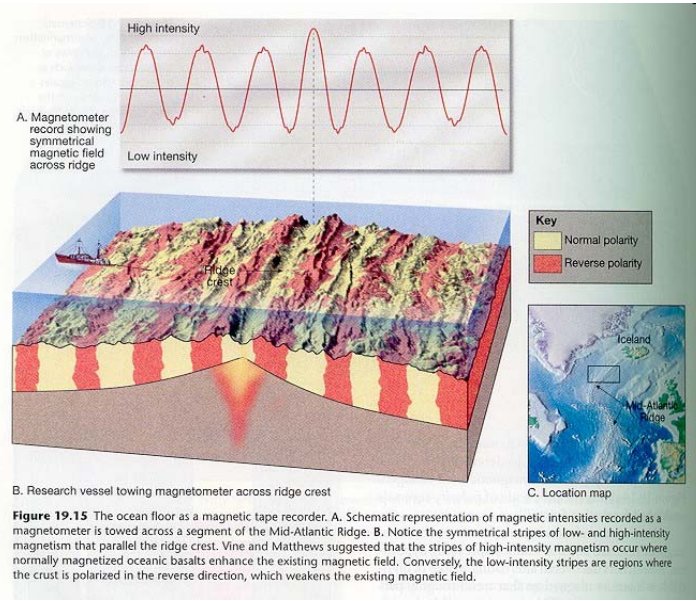 High intensity
A. Magnetometer
record showing
symmetrical
magnetic field
across ridge
Low intensity
Ridge
crest
Key
Normal polarity
Reverse polarity
Iceland
Mid-Atlantic
Ridge
B. Research vessel towing magnetometer across ridge crest
C. Location map
Figure 19.15 The ocean floor as a magnetic tape recorder. A. Schematic representation of magnetic intensities recorded as a
magnetometer is towed across a segment of the Mid-Atlantic Ridge. B. Notice the symmetrical stripes of low- and high-intensity
magnetism that parallel the ridge crest. Vine and Matthews suggested that the stripes of high-intensity magnetism occur where
normally magnetized oceanic basalts enhance the existing magnetic field. Conversely, the low-intensity stripes are regions where
the crust is polarized in the reverse direction, which weakens the existing magnetic field.